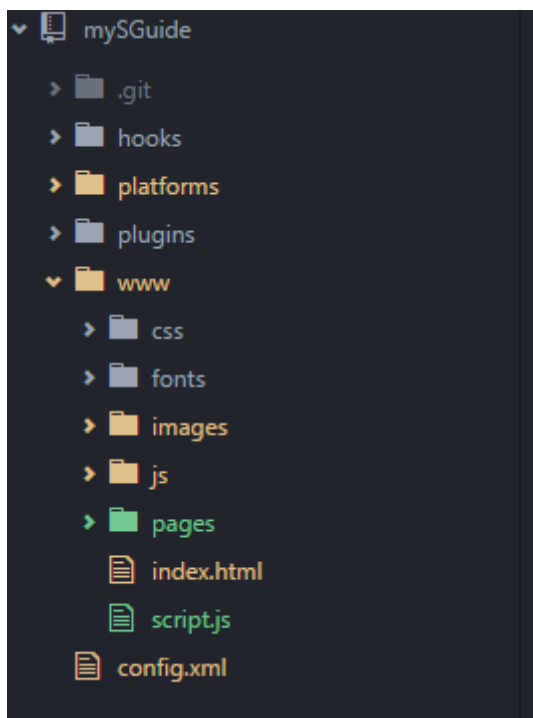 mySGuide
.git
hooks
platforms
plugins
www
css
fonts
images
js
pages
index.html
script.js
config.xml